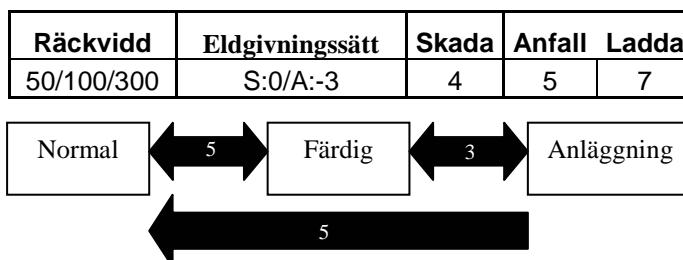 Räckvidd Eldgivningssätt Skada Anfall Ladda
50/100/300 S:0/A:-3 4 5 7
Normal 5 Färdig 3 Anläggning
5